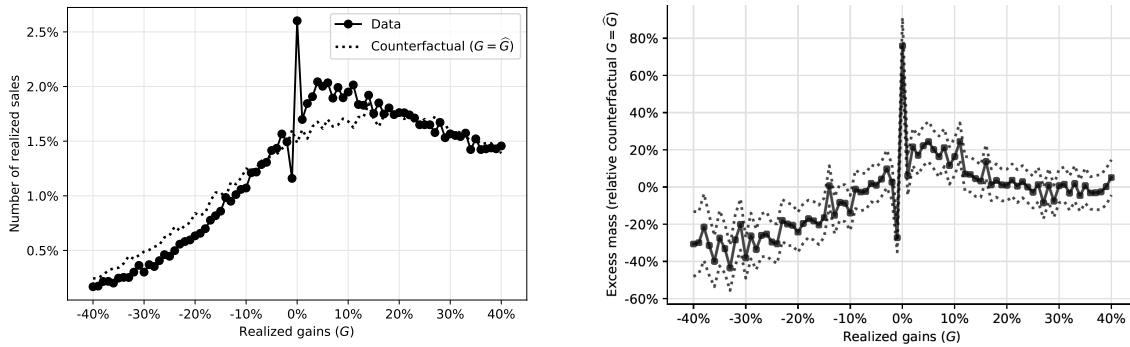 Number of realized sales
2.5%
2.0%
1.5%
1.0%
0.5%
Data
Counterfactual (G = Ĝ)
-40% -30% -20% -10% 0% 10% 20% 30% 40%
Realized gains (G)
Excess mass (relative counterfactual G = Ĝ)
80%
60%
40%
20%
0%
-20%
-40%
-60%
-40% -30% -20% -10% 0% 10% 20% 30% 40%
Realized gains (G)